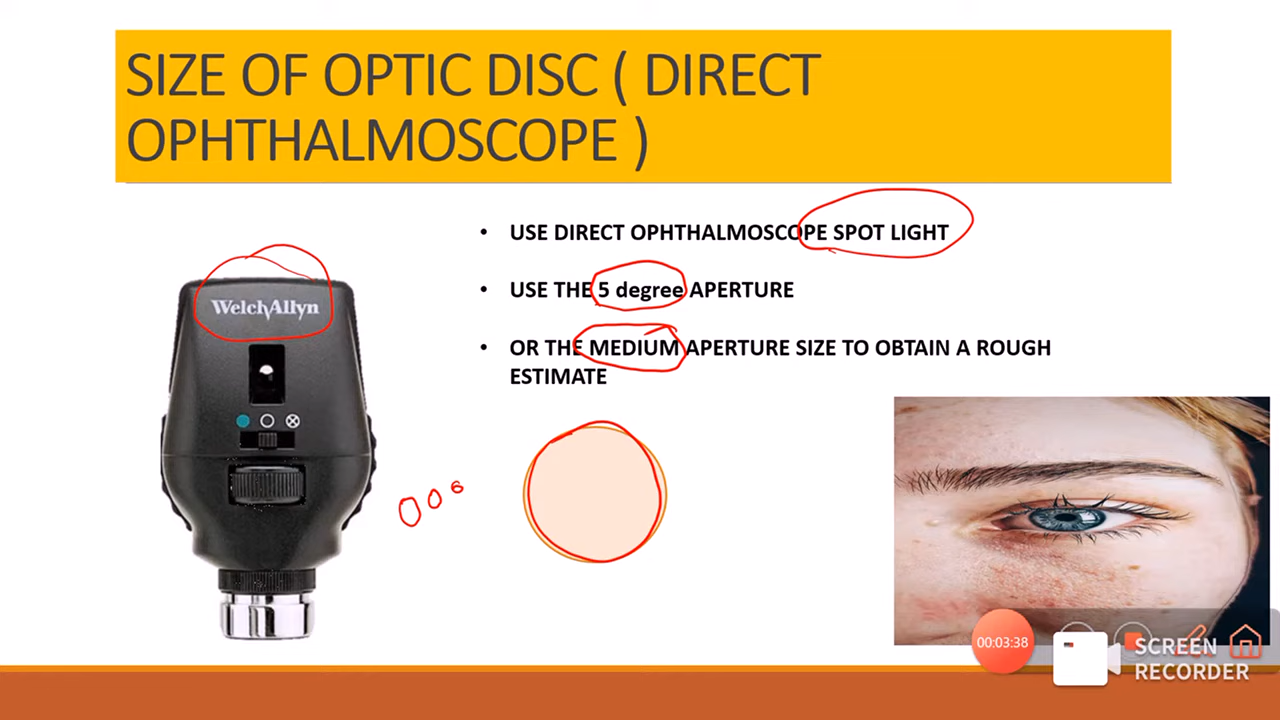 SIZE OF OPTIC DISC ( DIRECT
OPHTHALMOSCOPE )
• USE DIRECT OPHTHALMOSCOPE SPOT LIGHT
• USE THE 5 degree APERTURE
• OR THE MEDIUM APERTURE SIZE TO OBTAIN A ROUGH
ESTIMATE
WelchAllyn
00:03:38
SCREEN
RECORDER